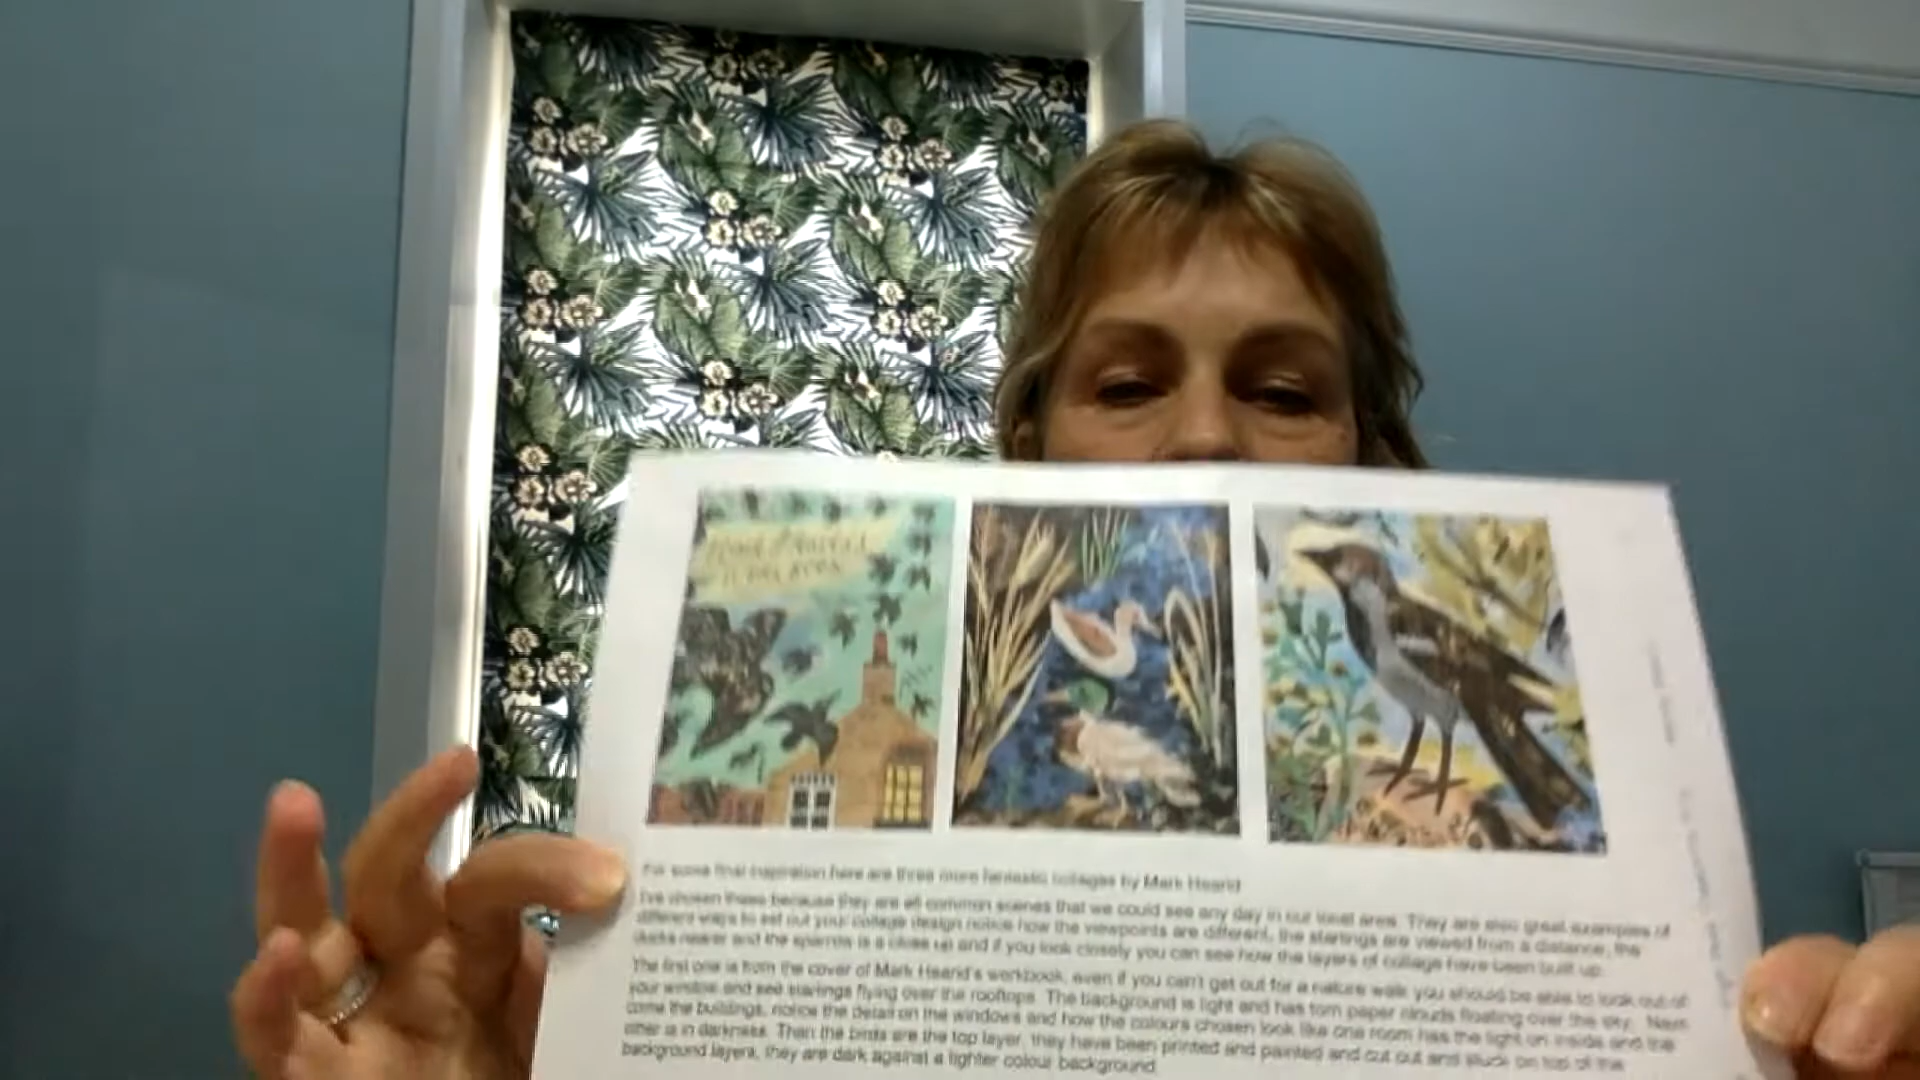 For some final inspiration here are three more fantastic collages by Mark Hearld
I've chosen these because they are all common scenes that we could see any day in our local area. They are also great examples of
different ways to set out your collage design notice how the viewpoints are different, the starlings are viewed from a distance, the
ducks nearer and the sparrow is a close up and if you look closely you can see how the layers of collage have been built up.
The first one is from the cover of Mark Hearld's workbook, even if you can't get out for a nature walk you should be able to look out of
your window and see starlings flying over the rooftops. The background is light and has torn paper clouds floating over the sky. Next
come the buildings, notice the detail on the windows and how the colours chosen look like one room has the light on inside and the
other is in darkness. Then the birds are the top layer, they have been printed and painted and cut out and stuck on top of the
background layers, they are dark against a lighter colour background.